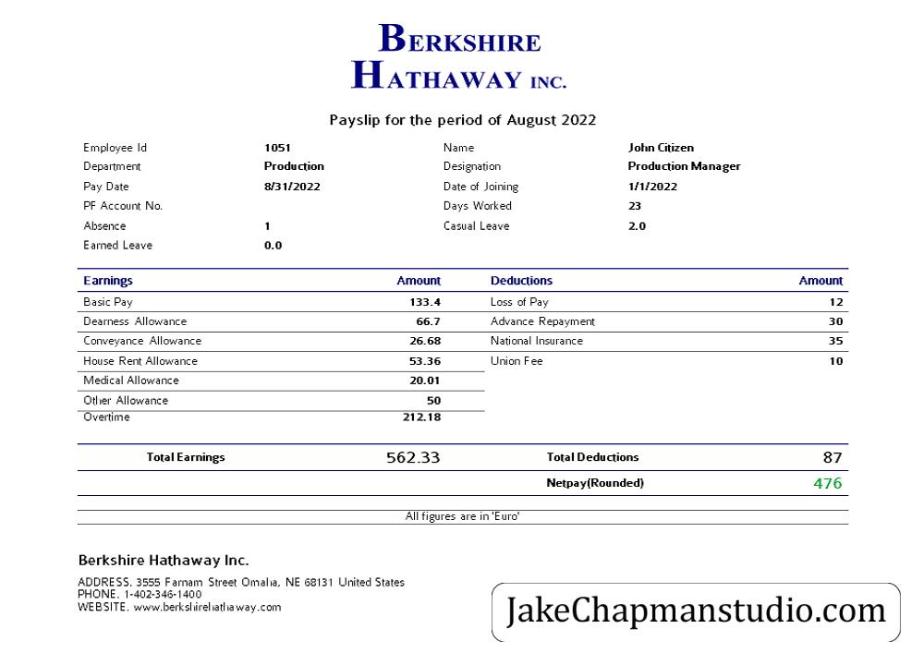 BERKSHIRE
HATHAWAY INC.
Payslip for the period of August 2022
Employee Id 1051 Name John Citizen
Department Production Designation Production Manager
Pay Date 8/31/2022 Date of Joining 1/1/2022
PF Account No. Days Worked 23
Absence 1 Casual Leave 2.0
Earned Leave 0.0
Earnings Amount Deductions Amount
Basic Pay 133.4 Loss of Pay 12
Dearness Allowance 66.7 Advance Repayment 30
Conveyance Allowance 26.68 National Insurance 35
House Rent Allowance 53.36 Union Fee 10
Medical Allowance 20.01
Other Allowance 50
Overtime 212.18
Total Earnings 562.33 Total Deductions 87
Netpay(Rounded) 476
All figures are in 'Euro'
Berkshire Hathaway Inc.
ADDRESS. 3555 Farnam Street Omaha, NE 68131 United States
PHONE. 1-402-346-1400
WEBSITE. www.berkshirehathaway.com
JakeChapmanstudio.com